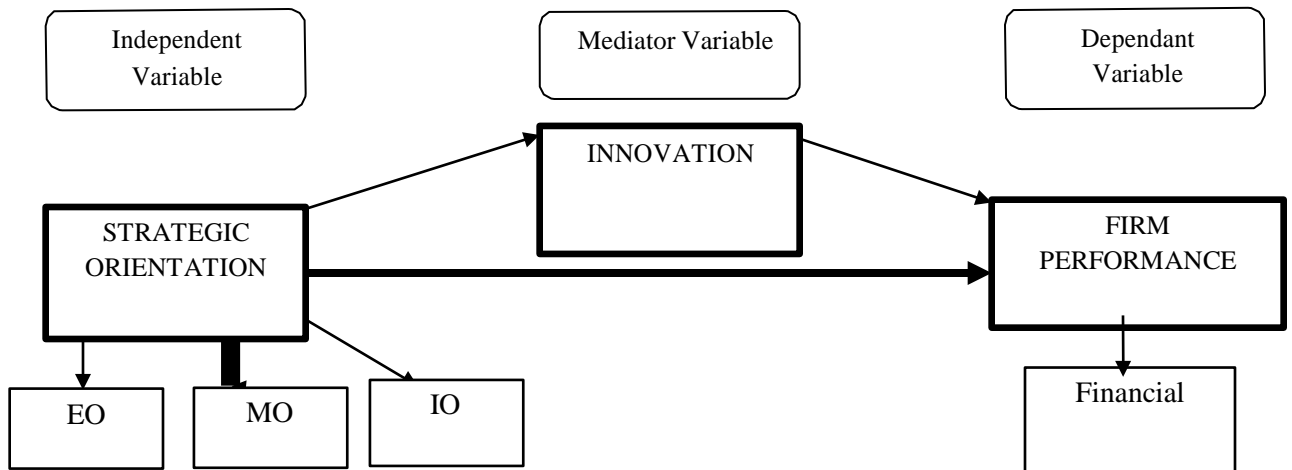 Independent
Variable
Mediator Variable
Dependant
Variable
INNOVATION
STRATEGIC
ORIENTATION
FIRM
PERFORMANCE
EO
MO
IO
Financial